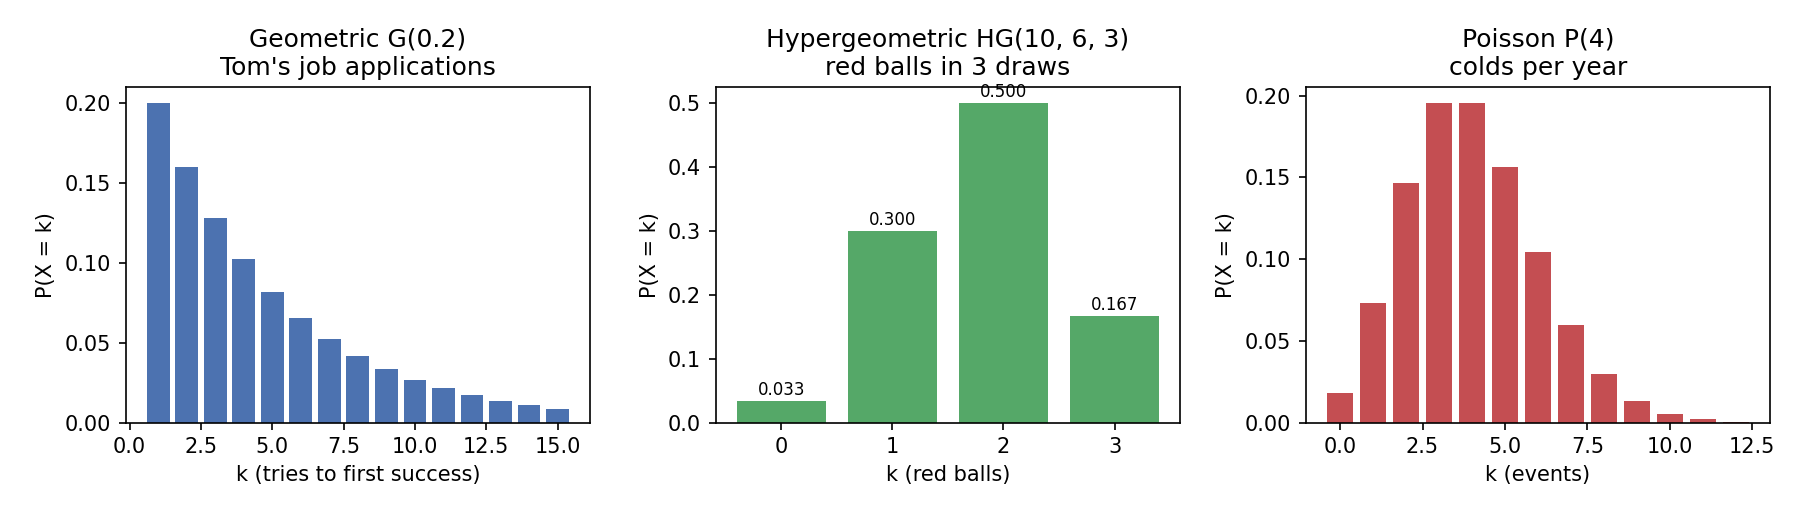 Geometric G(0.2)
Tom's job applications
P(X = k)
0.20
0.15
0.10
0.05
0.00
0.0 2.5 5.0 7.5 10.0 12.5 15.0
k (tries to first success)
Hypergeometric HG(10, 6, 3)
red balls in 3 draws
P(X = k)
0.5
0.4
0.3
0.2
0.1
0.0
0.033
0.300
0.500
0.167
0 1 2 3
k (red balls)
Poisson P(4)
colds per year
P(X = k)
0.20
0.15
0.10
0.05
0.00
0.0 2.5 5.0 7.5 10.0 12.5
k (events)